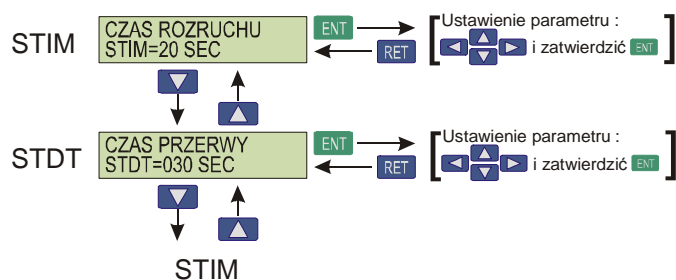 STIM
CZAS ROZRUCHU
STIM=20 SEC
ENT
RET
Ustawienie parametru :
i zatwierdzić ENT
STDT
CZAS PRZERWY
STDT=030 SEC
ENT
RET
Ustawienie parametru :
i zatwierdzić ENT
STIM